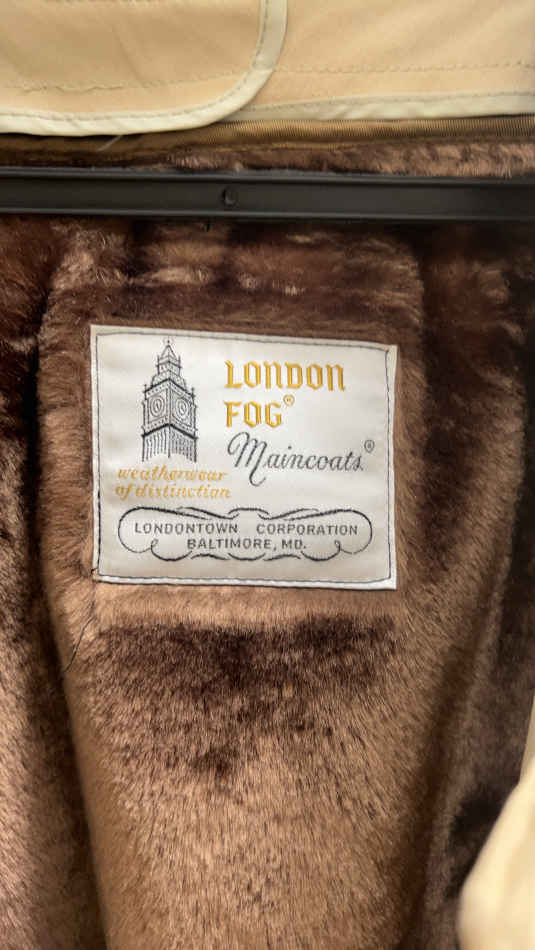 LONDON
FOG®
Maincoats®
weatherwear
of distinction
LONDONTOWN CORPORATION
BALTIMORE, MD.